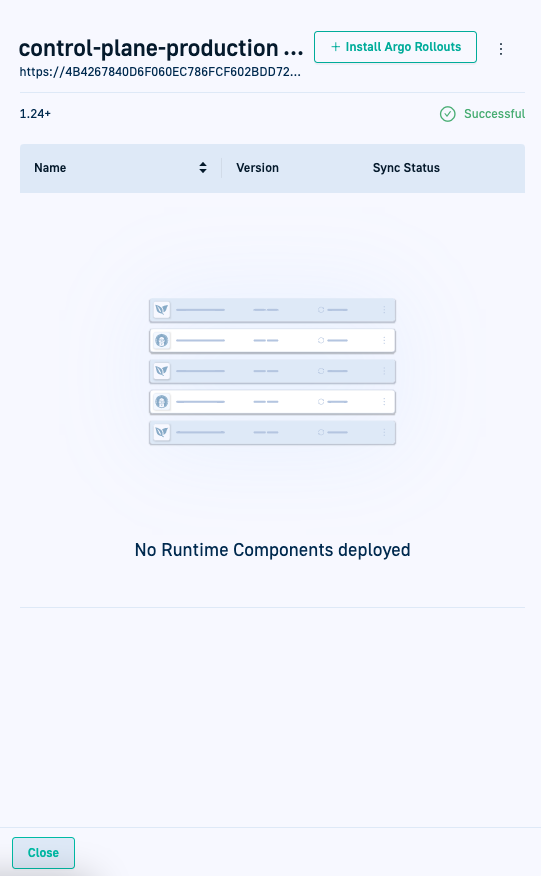 control-plane-production ...
+ Install Argo Rollouts
https://4B4267840D6F060EC786FCF602BDD72...
1.24+
Successful
Name
Version
Sync Status
No Runtime Components deployed
Close